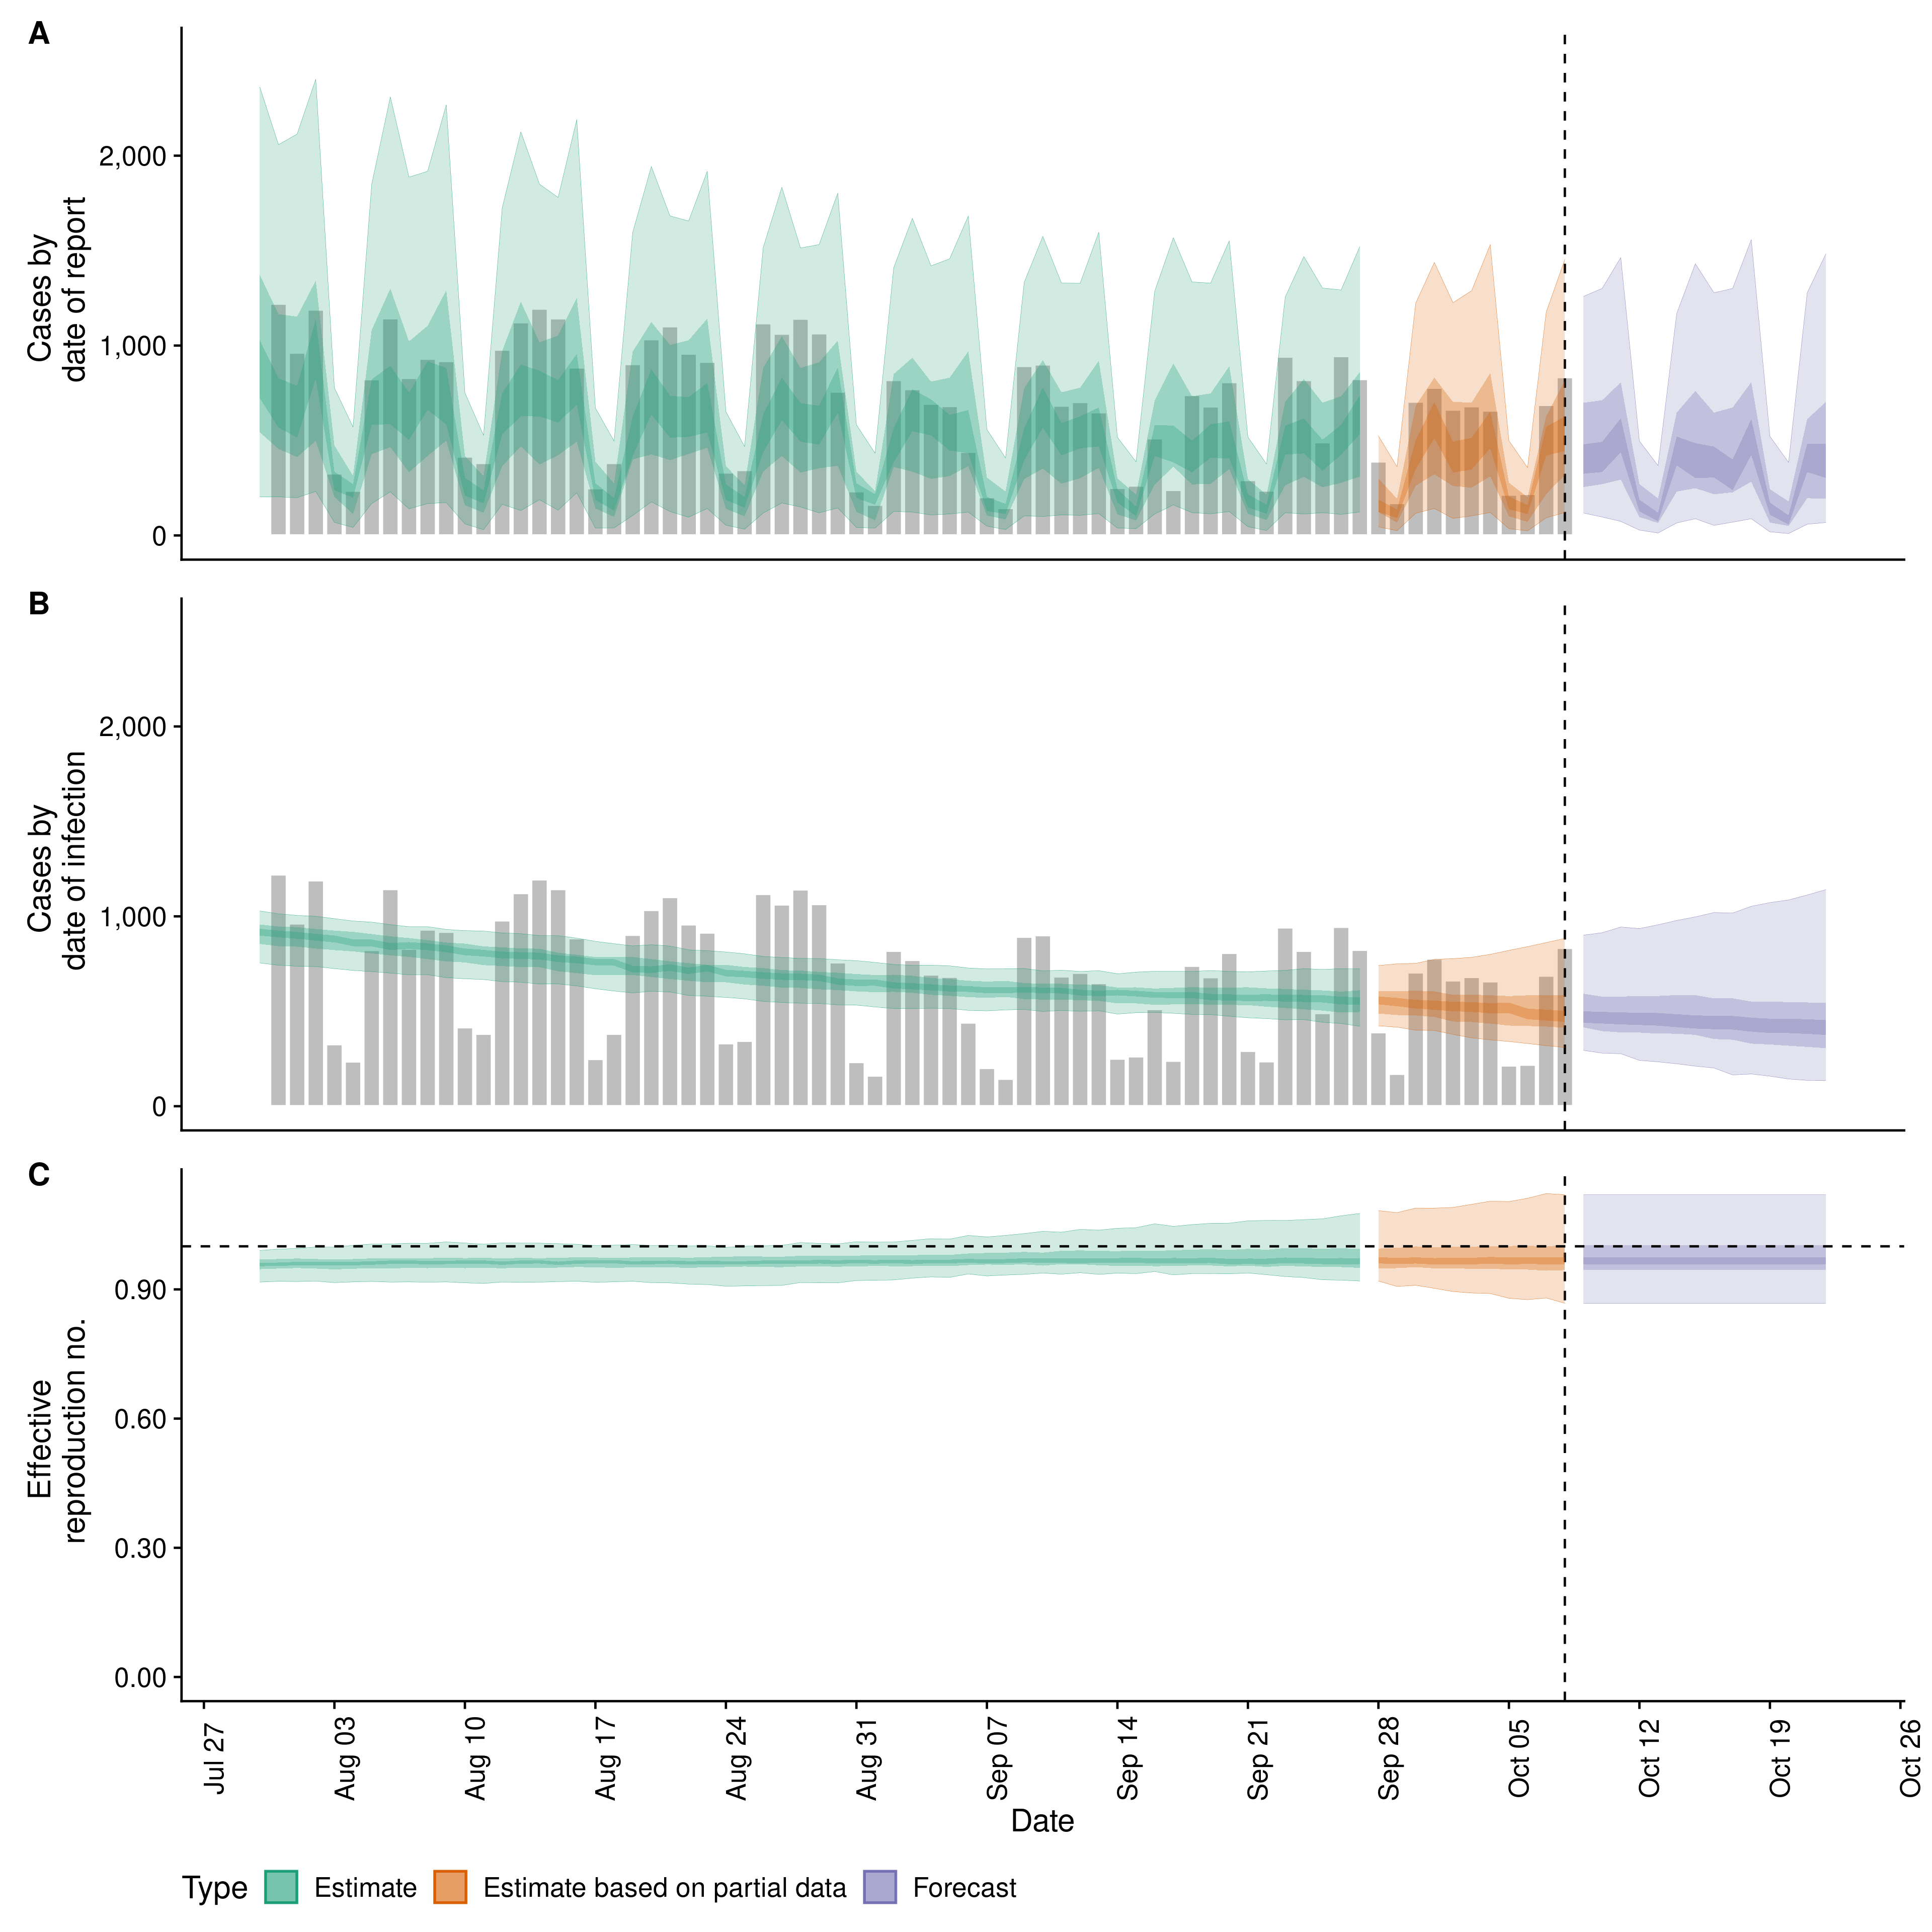 A
Cases by
date of report
2,000
1,000
0
B
Cases by
date of infection
2,000
1,000
0
C
Effective
reproduction no.
0.90
0.60
0.30
0.00
Jul 27
Aug 03
Aug 10
Aug 17
Aug 24
Aug 31
Sep 07
Sep 14
Sep 21
Sep 28
Oct 05
Oct 12
Oct 19
Oct 26
Date
Type Estimate Estimate based on partial data Forecast